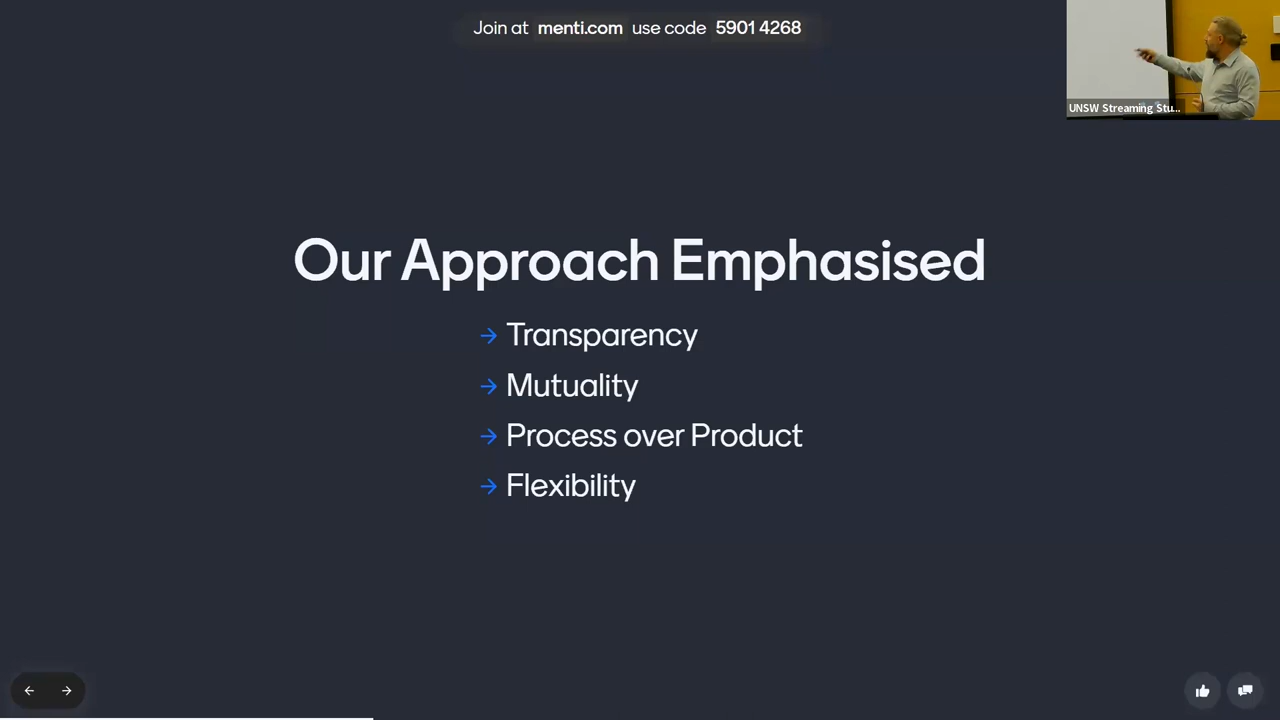 Join at menti.com use code 5901 4268
UNSW Streaming Stu...
Our Approach Emphasised
→ Transparency
→ Mutuality
→ Process over Product
→ Flexibility